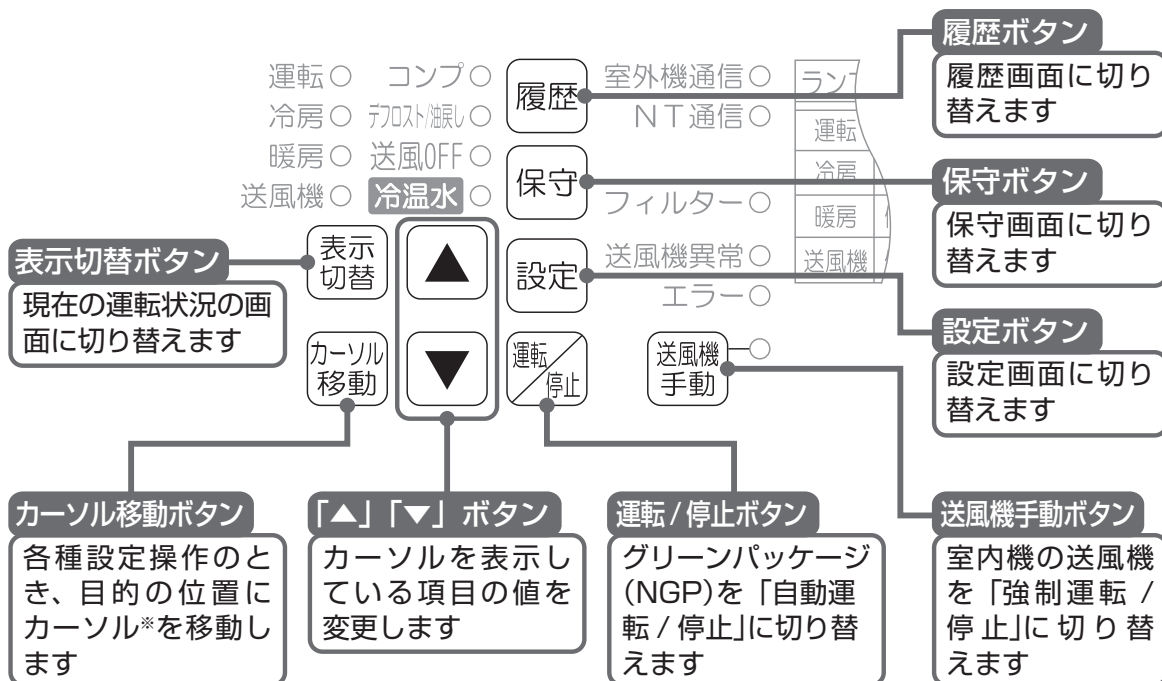 履歴ボタン
履歴画面に切り
替えます
運転 コンプ 履歴 室外機通信
冷房 デフロスト/油戻し NT通信 運転
暖房 送風OFF 冷房
送風機 冷温水 保守 フィルター 暖房
保守ボタン
保守画面に切り
替えます
表示切替ボタン
現在の運転状況の画
面に切り替えます
表示
切替
▲
設定
送風機異常 送風機
エラー
設定ボタン
設定画面に切り
替えます
カーソル
移動
▼
運転/停止
送風機
手動
カーソル移動ボタン
各種設定操作のと
き、目的の位置に
カーソル※を移動し
ます
「▲」「▼」ボタン
カーソルを表示し
ている項目の値を
変更します
運転/停止ボタン
グリーンパッケージ
(NGP)を「自動運
転/停止」に切り替
えます
送風機手動ボタン
室内機の送風機
を「強制運転/
停止」に切り替
えます